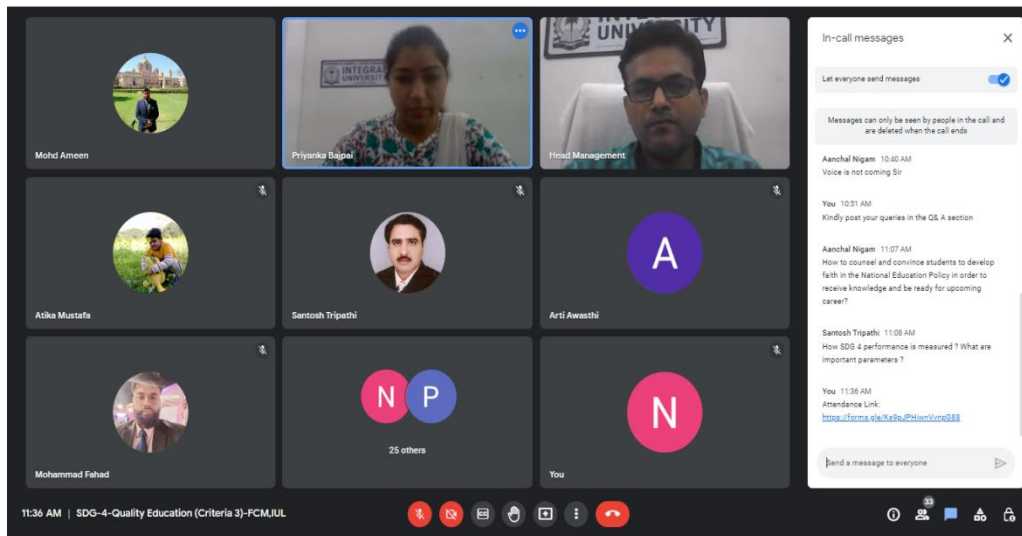 Mohd Ameen
INTEGRAL
UNIVERSITY
Priyanka Bajpai
UNIVERSITY
Head Management
Atika Mustafa
Santosh Tripathi
A
Arti Awasthi
Mohammad Fahad
N P
25 others
N
You
In-call messages
Let everyone send messages
Messages can only be seen by people in the call and
are deleted when the call ends
Aanchal Nigam 10:40 AM
Voice is not coming Sir
You 10:51 AM
Kindly post your queries in the Q& A section
Aanchal Nigam 11:07 AM
How to counsel and convince students to develop
faith in the National Education Policy in order to
receive knowledge and be ready for upcoming
career?
Santosh Tripathi 11:08 AM
How SDG 4 performance is measured ? What are
important parameters ?
You 11:36 AM
Attendance Link:
Send a message to everyone
11:36 AM | SDG-4-Quality Education (Criteria 3)-FCM,IUL
33